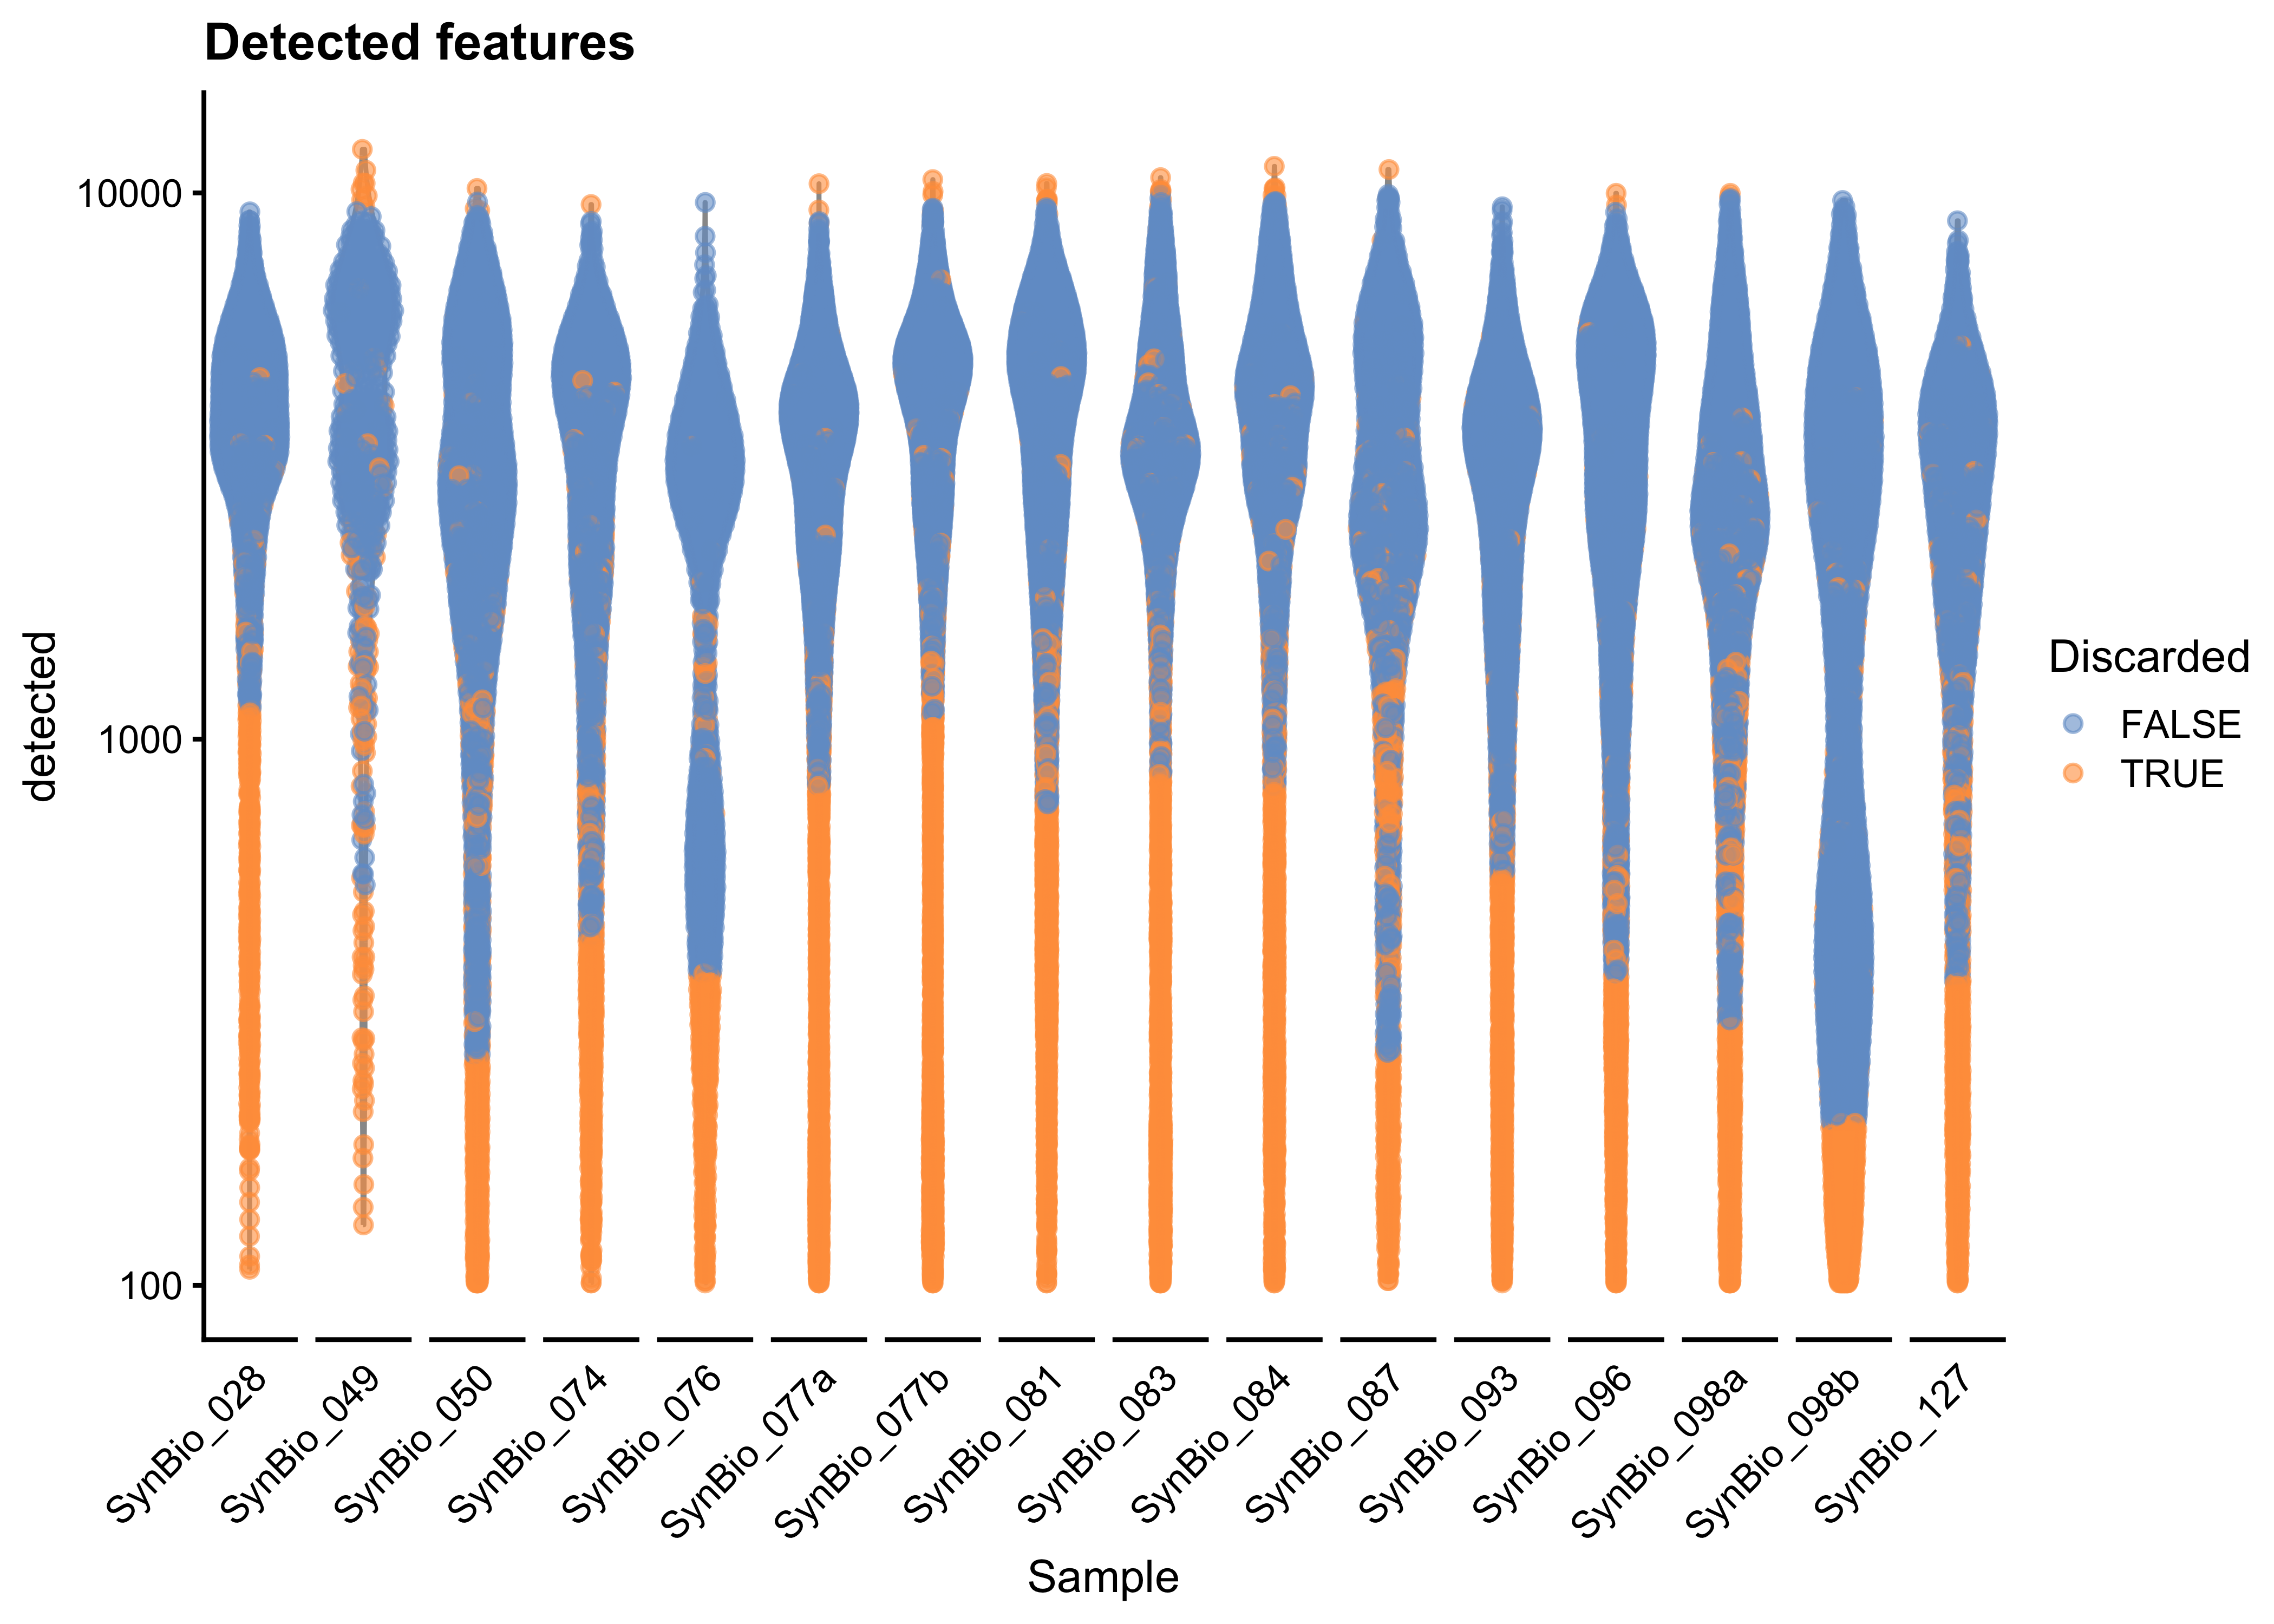 Detected features
10000
1000
100
detected
SynBio_028
SynBio_049
SynBio_050
SynBio_074
SynBio_076
SynBio_077a
SynBio_077b
SynBio_081
SynBio_083
SynBio_084
SynBio_087
SynBio_093
SynBio_096
SynBio_098a
SynBio_098b
SynBio_127
Sample
Discarded
FALSE
TRUE